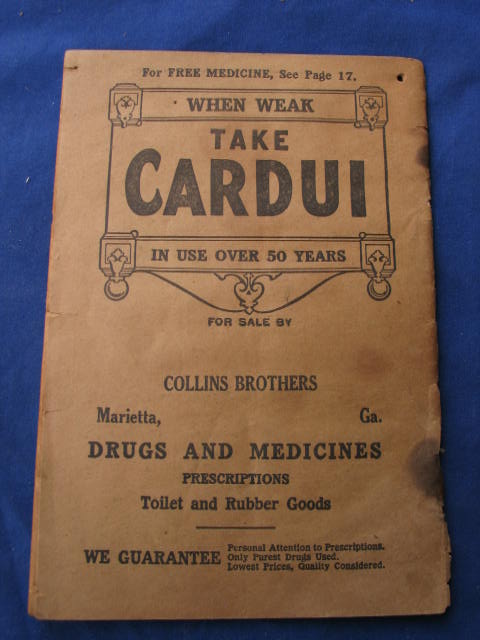 For FREE MEDICINE, See Page 17.
WHEN WEAK
TAKE
CARDUI
IN USE OVER 50 YEARS
FOR SALE BY
COLLINS BROTHERS
Marietta, Ga.
DRUGS AND MEDICINES
PRESCRIPTIONS
Toilet and Rubber Goods
WE GUARANTEE
Personal Attention to Prescriptions.
Only Purest Drugs Used.
Lowest Prices, Quality Considered.